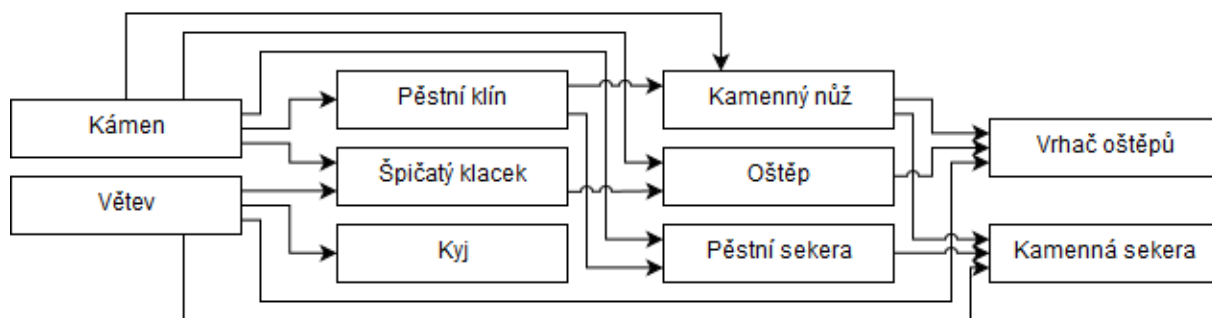 Kámen
Větev
Pěstní klín
Špičatý klacek
Kyj
Kamenný nůž
Oštěp
Pěstní sekera
Vrhač oštěpů
Kamenná sekera